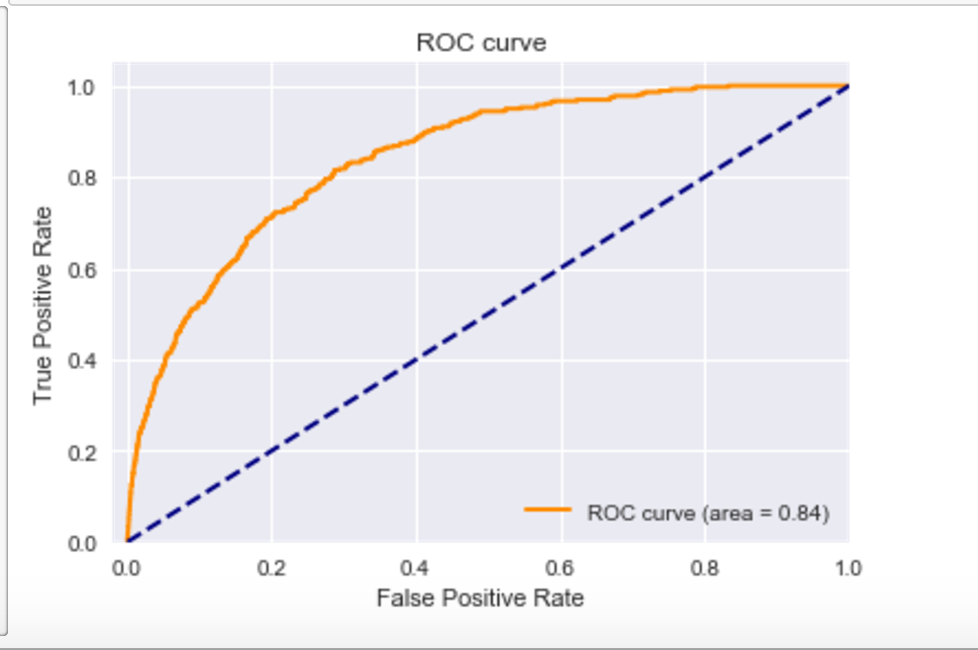 ROC curve
1.0
0.8
0.6
0.4
0.2
0.0
True Positive Rate
ROC curve (area = 0.84)
0.0 0.2 0.4 0.6 0.8 1.0
False Positive Rate